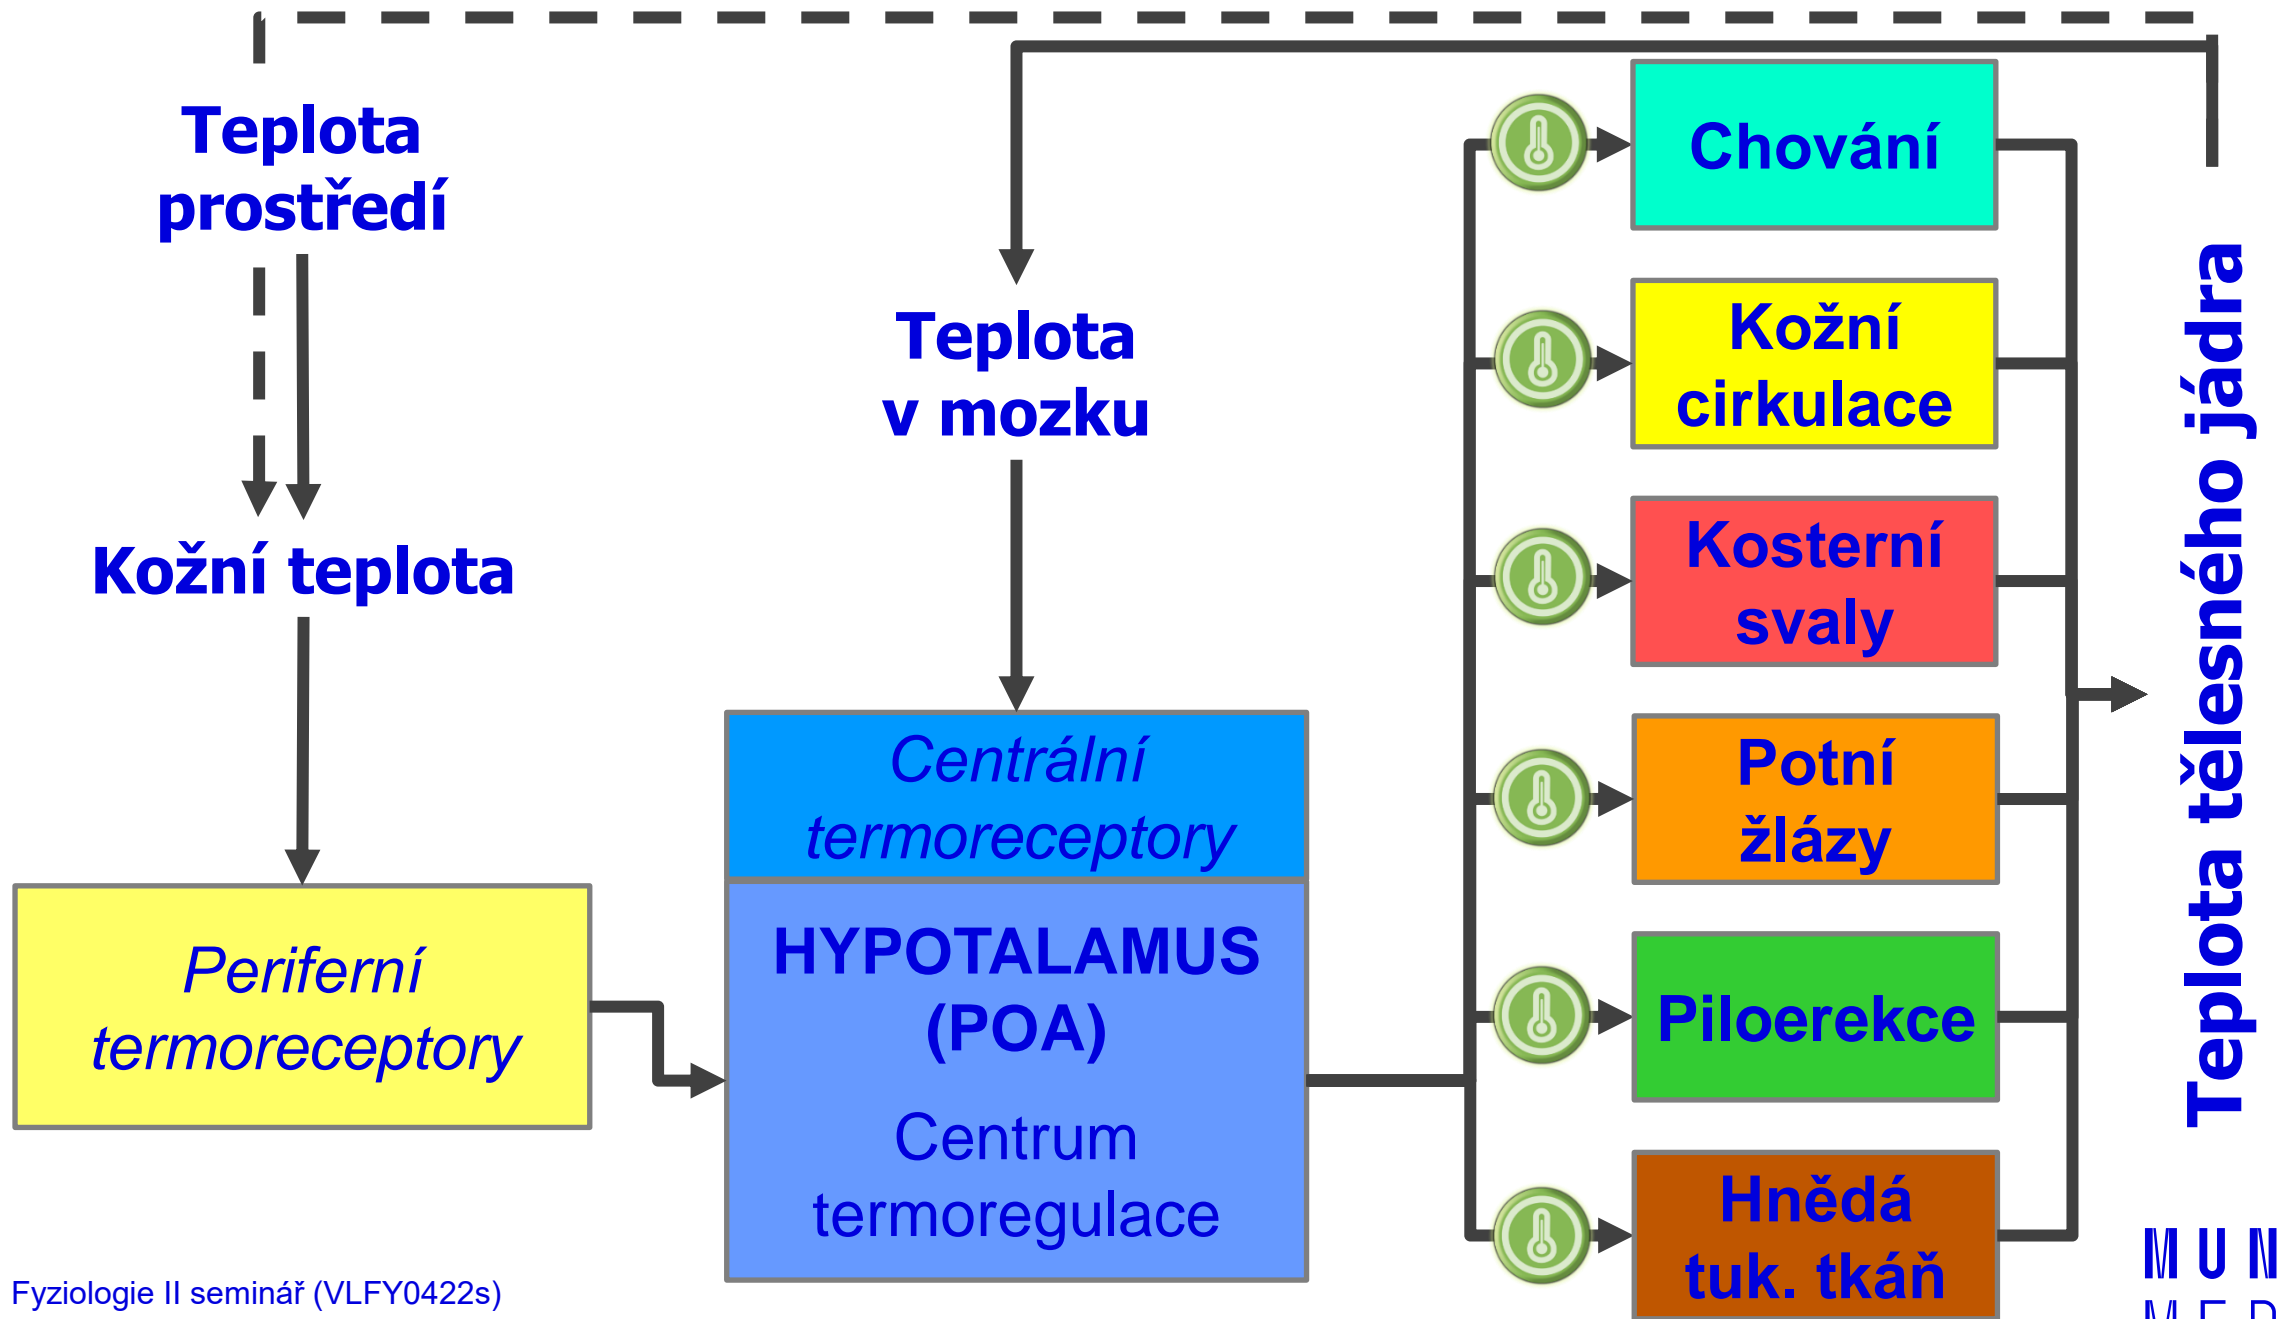 Teplota
prostředí
Kožní teplota
Periferní
termoreceptory
Teplota
v mozku
Centrální
termoreceptory
HYPOTALAMUS
(POA)
Centrum
termoregulace
Chování
Kožní
cirkulace
Kosterní
svaly
Potní
žlázy
Piloerekce
Hnědá
tuk. tkáň
Teplota tělesného jádra
Fyziologie II seminář (VLFY0422s)
MUN